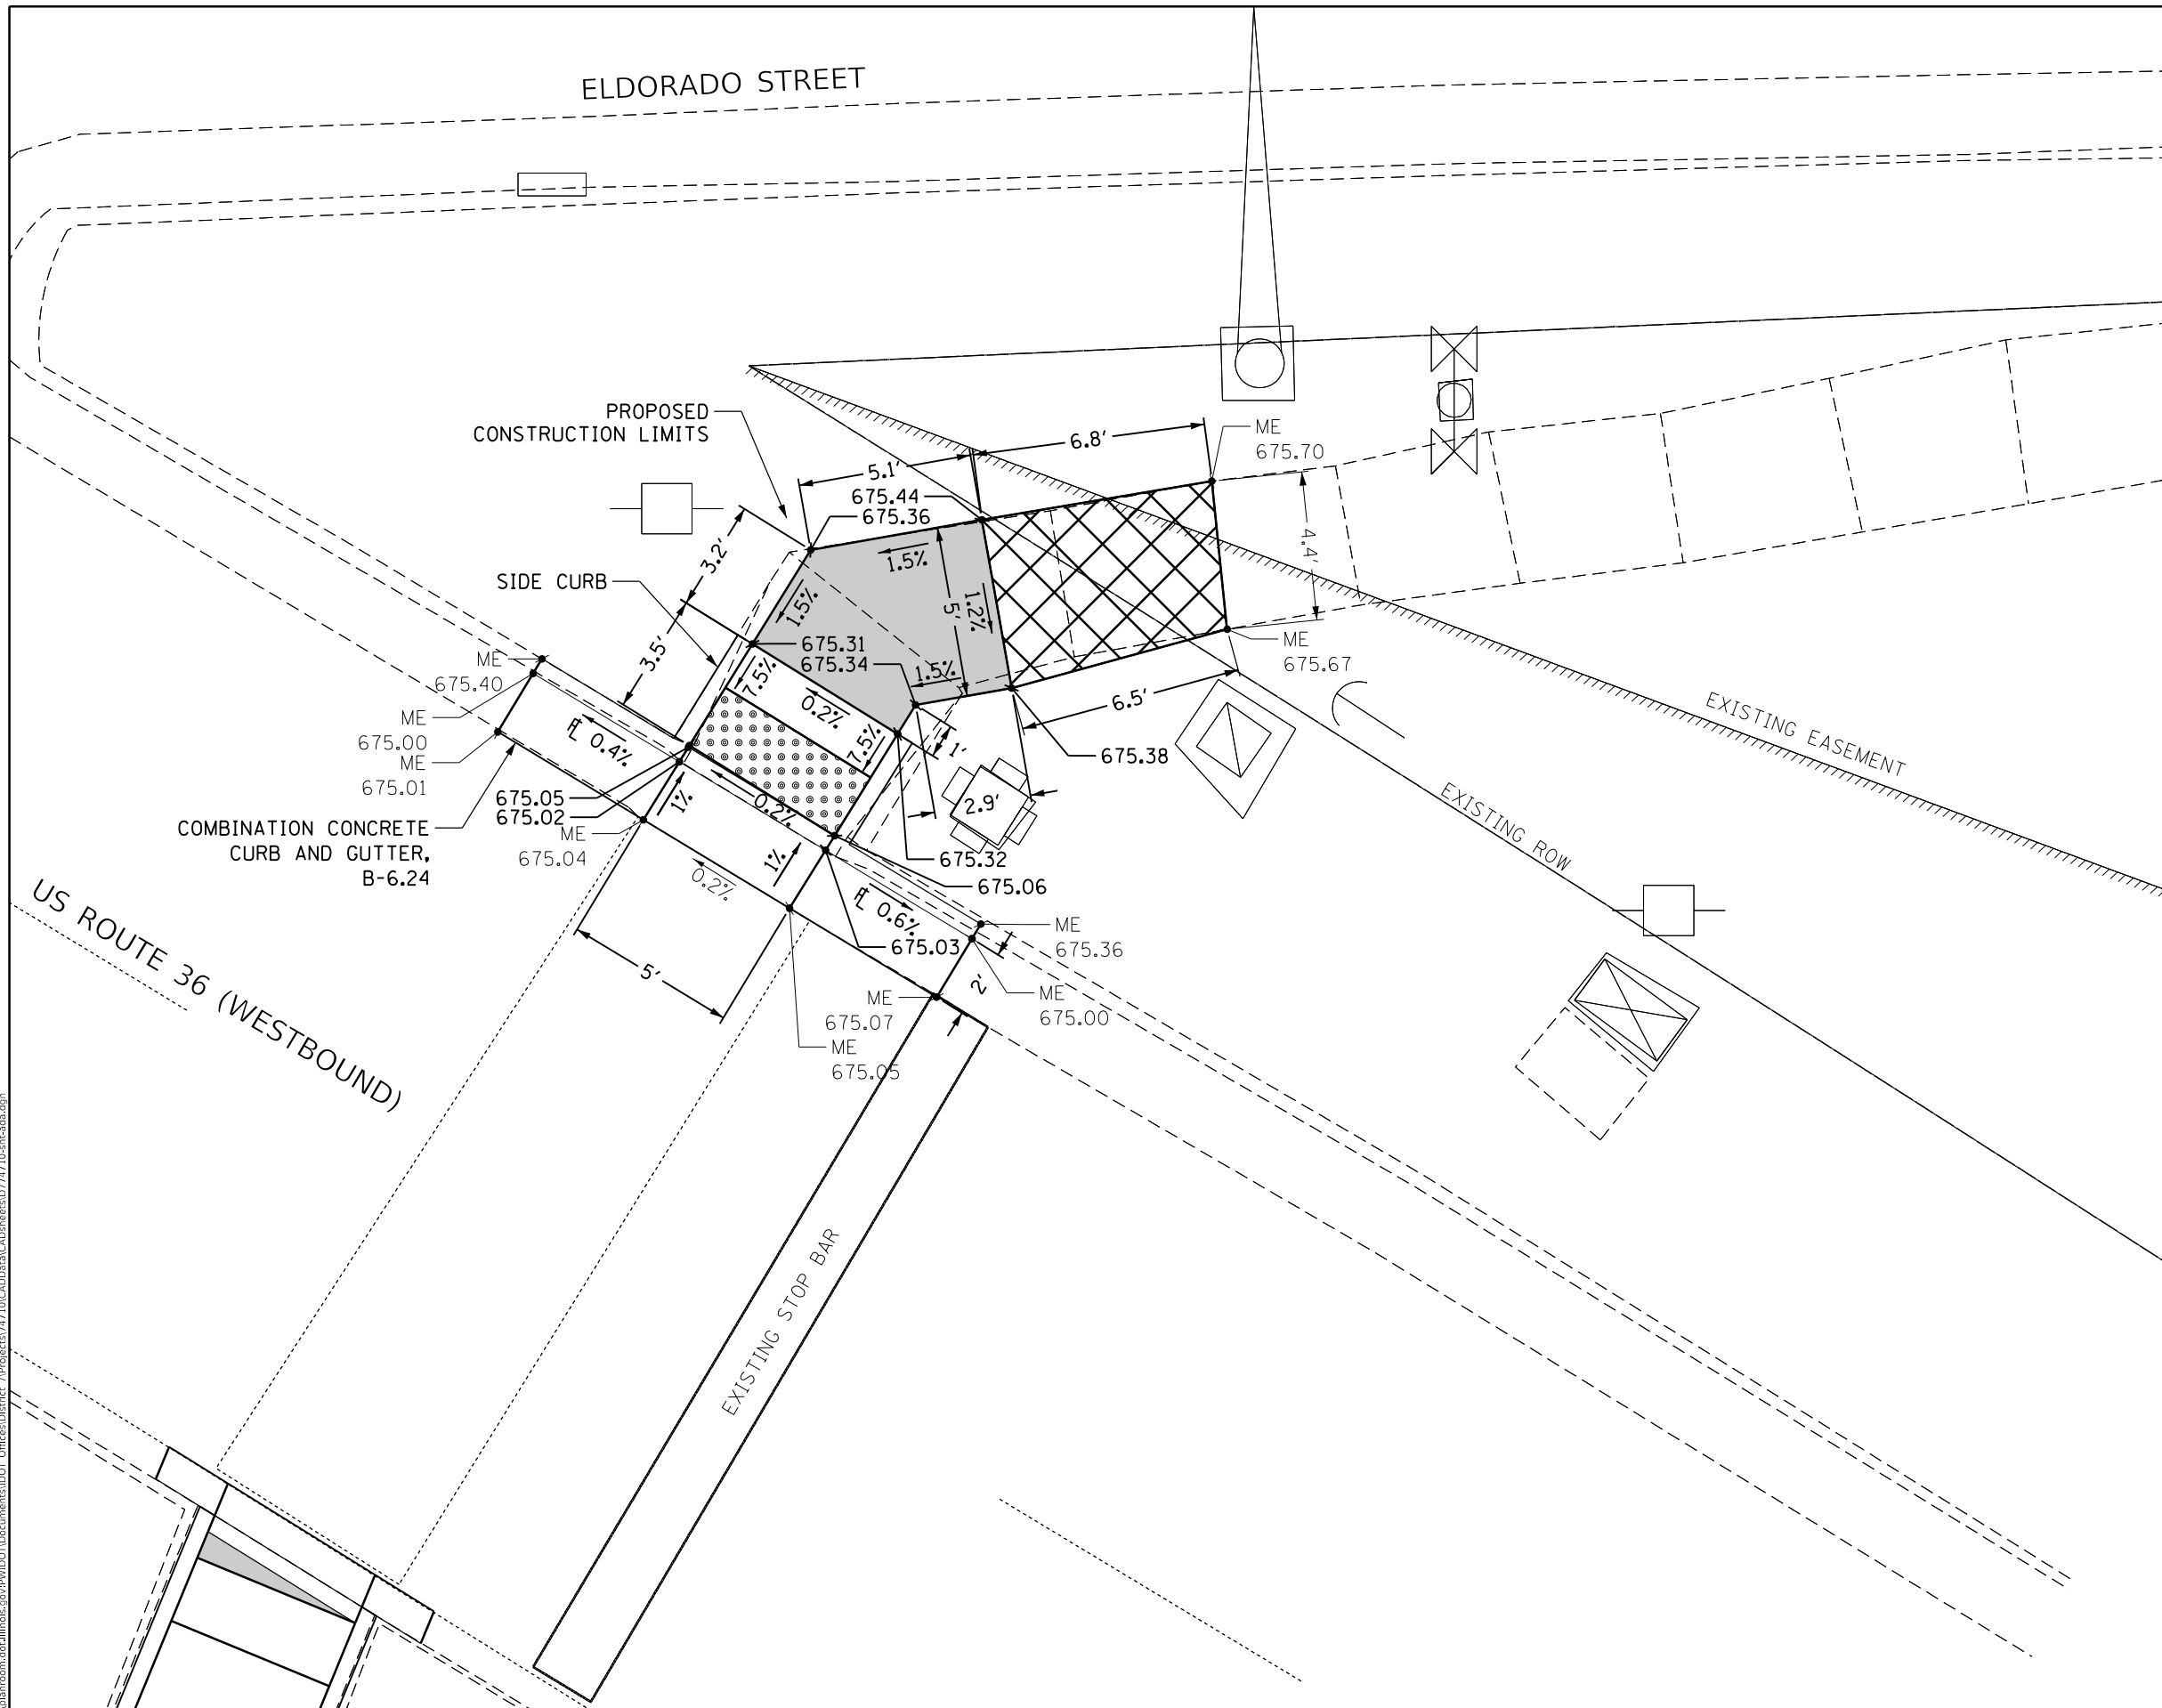 ELDORADO STREET
PROPOSED
CONSTRUCTION LIMITS
6.8'
ME
675.70
5.1'
675.44
675.36
3.2'
1.5%
4.4'
SIDE CURB
1.5%
5'
1.2%
675.31
675.34
ME
675.67
3.5'
ME
675.40
7.5%
1.5%
0.2%
6.5'
ME
675.00
ME
675.01
℄ 0.4%
7.5%
1'
675.38
EXISTING EASEMENT
675.05
675.02
1%
0.2%
2.9'
EXISTING ROW
ME
675.04
COMBINATION CONCRETE
CURB AND GUTTER,
B-6.24
1%
675.32
0.2%
675.06
℄ 0.6%
675.03
ME
675.36
US ROUTE 36 (WESTBOUND)
5'
2'
ME
675.07
ME
675.00
ME
675.05
EXISTING STOP BAR